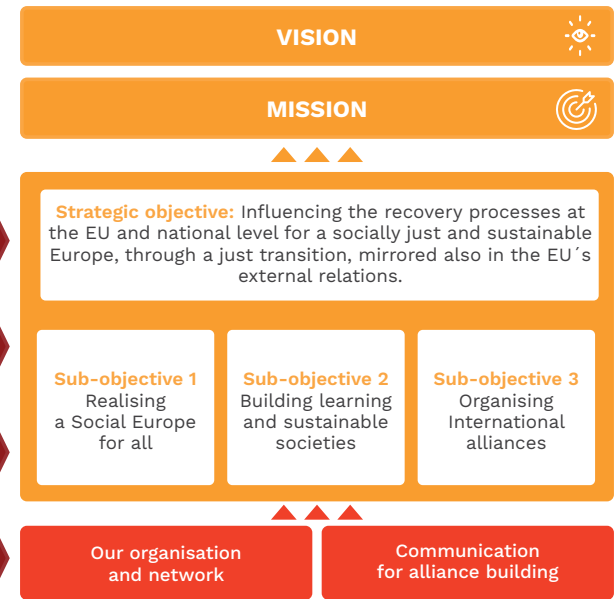 VISION
MISSION
Strategic objective: Influencing the recovery processes at
the EU and national level for a socially just and sustainable
Europe, through a just transition, mirrored also in the EU´s
external relations.
Sub-objective 1
Realising
a Social Europe
for all
Sub-objective 2
Building learning
and sustainable
societies
Sub-objective 3
Organising
International
alliances
Our organisation
and network
Communication
for alliance building